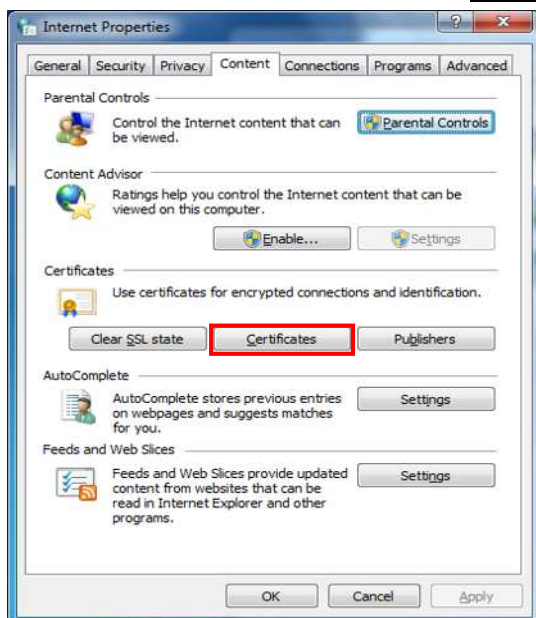 Internet Properties
General Security Privacy Content Connections Programs Advanced
Parental Controls
Control the Internet content that can
be viewed.
Parental Controls
Content Advisor
Ratings help you control the Internet content that can be
viewed on this computer.
Enable... Settings
Certificates
Use certificates for encrypted connections and identification.
Clear SSL state Certificates Publishers
AutoComplete
AutoComplete stores previous entries
on webpages and suggests matches
for you.
Settings
Feeds and Web Slices
Feeds and Web Slices provide updated
content from websites that can be
read in Internet Explorer and other
programs.
Settings
OK Cancel Apply